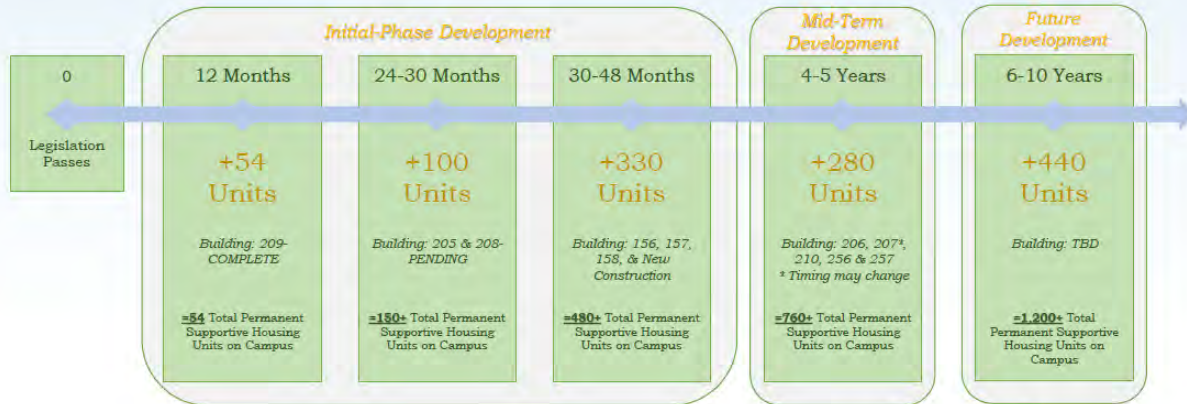 Initial-Phase Development
Mid-Term
Development
Future
Development
0
Legislation
Passes
12 Months
+54
Units
Building: 209-
COMPLETE
=54 Total Permanent
Supportive Housing
Units on Campus
24-30 Months
+100
Units
Building: 205 & 208-
PENDING
=150+ Total Permanent
Supportive Housing
Units on Campus
30-48 Months
+330
Units
Building: 156, 157,
158, & New
Construction
=480+ Total Permanent
Supportive Housing
Units on Campus
4-5 Years
+280
Units
Building: 206, 207*,
210, 256 & 257
* Timing may change
=760+ Total Permanent
Supportive Housing
Units on Campus
6-10 Years
+440
Units
Building: TBD
=1,200+ Total
Permanent Supportive
Housing Units on
Campus